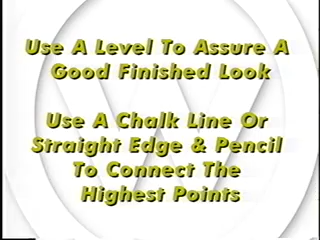 Use A Level To Assure A
Good Finished Look
Use A Chalk Line Or
Straight Edge & Pencil
To Connect The
Highest Points